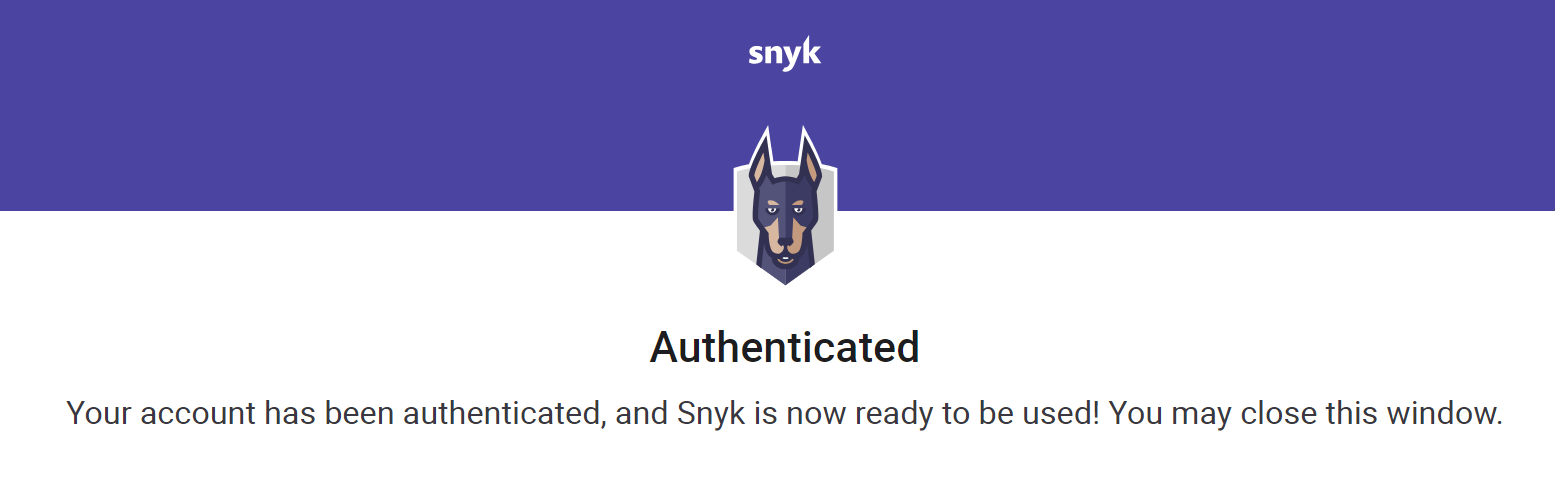 snyk
Authenticated
Your account has been authenticated, and Snyk is now ready to be used! You may close this window.